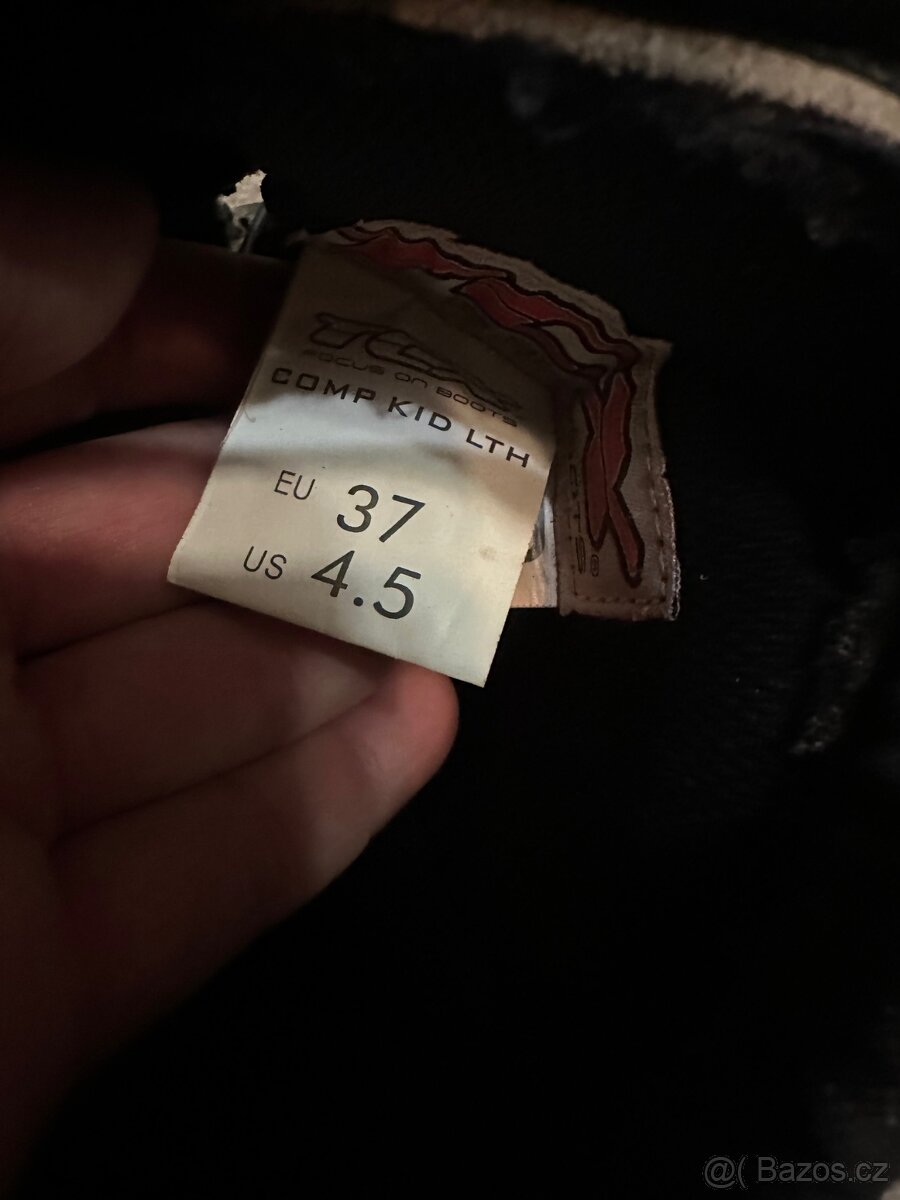 FOCUS ON BOOTS
COMP KID LTH
EU 37
US 4.5
@( Bazos.cz